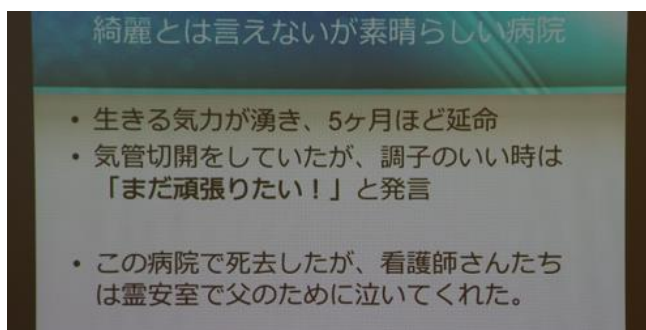 綺麗とは言えないが素晴らしい病院
• 生きる気力が湧き、5ヶ月ほど延命
• 気管切開をしていたが、調子のいい時は
「まだ頑張りたい！」と発言
• この病院で死去したが、看護師さんたち
は霊安室で父のために泣いてくれた。